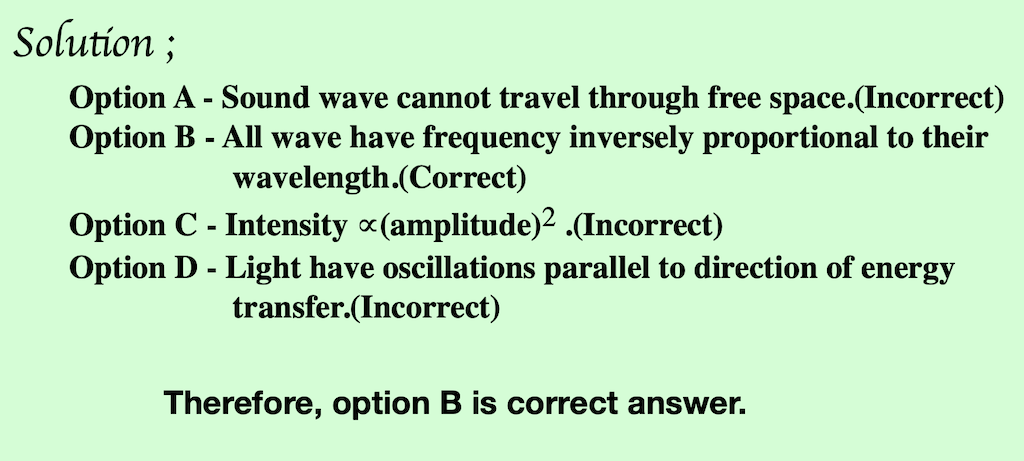 Solution ;
Option A - Sound wave cannot travel through free space.(Incorrect)
Option B - All wave have frequency inversely proportional to their
wavelength.(Correct)
Option C - Intensity ∝(amplitude)² .(Incorrect)
Option D - Light have oscillations parallel to direction of energy
transfer.(Incorrect)
Therefore, option B is correct answer.